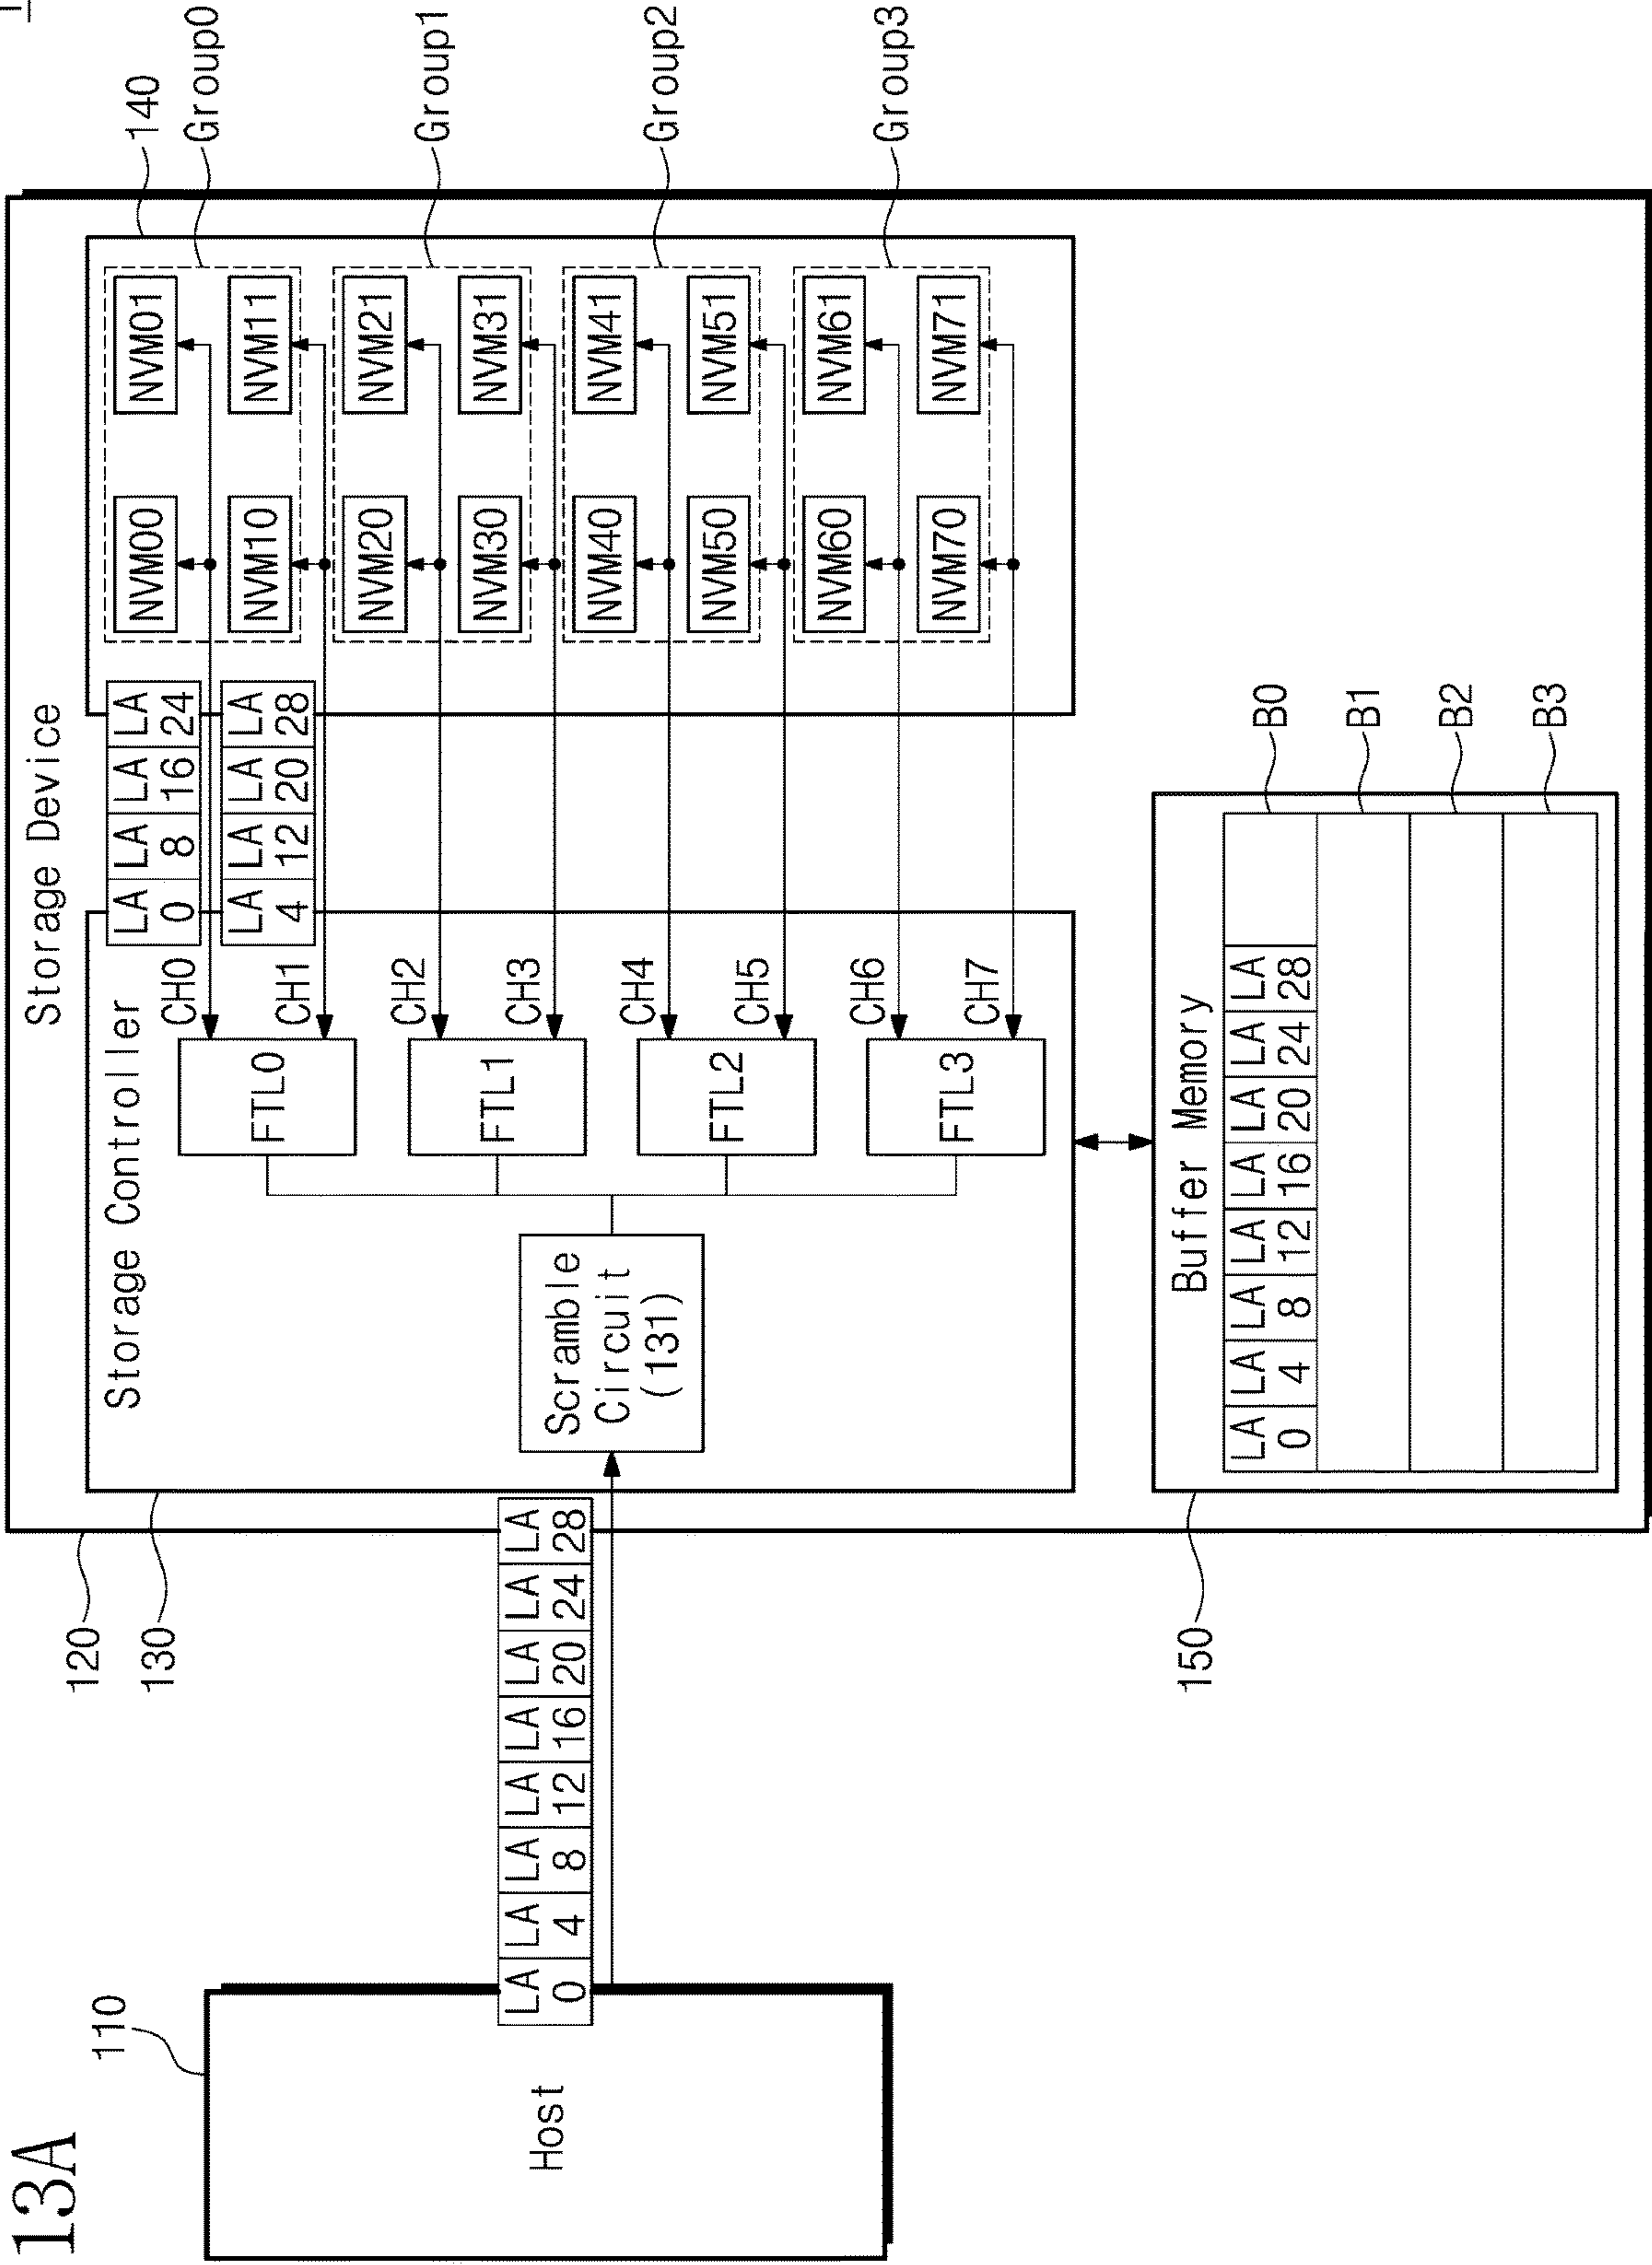 13A
110
Host
LA LA LA LA LA LA LA LA
0 4 8 12 16 20 24 28
120
130
Storage Device
Storage Controller
Scramble
Circuit
(131)
FTL0
FTL1
FTL2
FTL3
CH0
CH1
CH2
CH3
CH4
CH5
CH6
CH7
LA LA LA LA
0 8 16 24
LA LA LA LA
4 12 20 28
140
NVM00 NVM01
NVM10 NVM11
NVM20 NVM21
NVM30 NVM31
NVM40 NVM41
NVM50 NVM51
NVM60 NVM61
NVM70 NVM71
Group0
Group1
Group2
Group3
150
Buffer Memory
LA LA LA LA LA LA LA LA
0 4 8 12 16 20 24 28
B0
B1
B2
B3